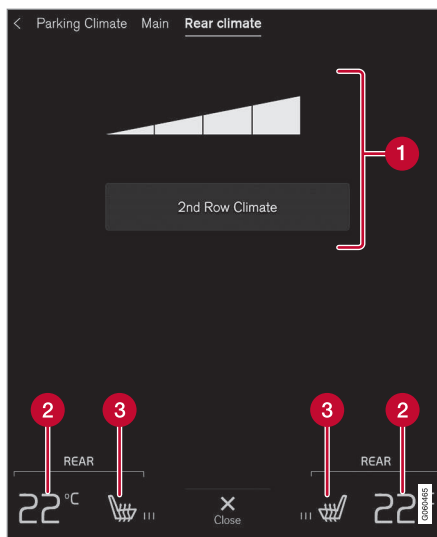 < Parking Climate Main Rear climate
1
2nd Row Climate
2 3 3 2
REAR REAR
22 °C 22 °C
Close
G060465